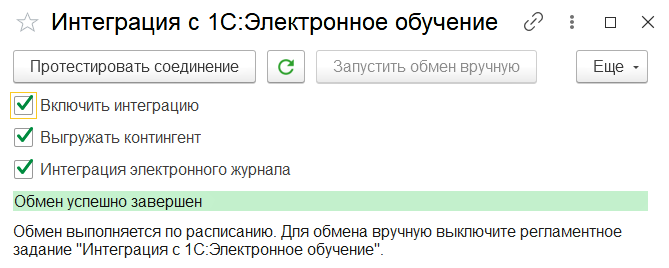 Интеграция с 1С:Электронное обучение
Протестировать соединение
Запустить обмен вручную
Еще
Включить интеграцию
Выгружать контингент
Интеграция электронного журнала
Обмен успешно завершен
Обмен выполняется по расписанию. Для обмена вручную выключите регламентное
задание "Интеграция с 1С:Электронное обучение".